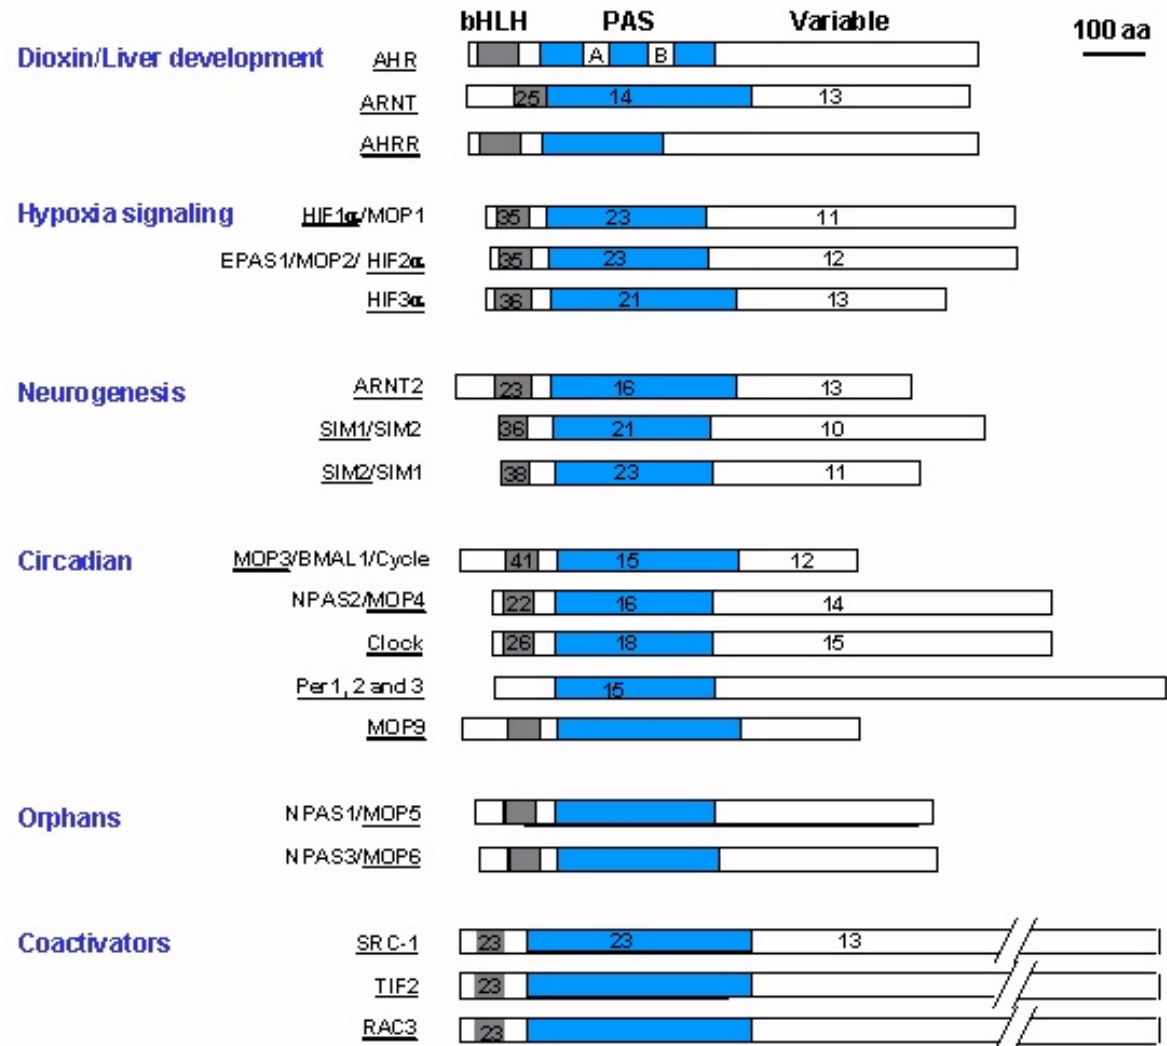 bHLH PAS Variable 100 aa
Dioxin/Liver development AHR A B
ARNT 25 14 13
AHRR
Hypoxia signaling HIF1α/MOP1 35 23 11
EPAS1/MOP2/ HIF2α 35 23 12
HIF3α 36 21 13
Neurogenesis ARNT2 23 16 13
SIM1/SIM2 36 21 10
SIM2/SIM1 38 23 11
Circadian MOP3/BMAL1/Cycle 41 15 12
NPAS2/MOP4 22 16 14
Clock 26 18 15
Per 1, 2 and 3 15
MOP9
Orphans NPAS1/MOP5
NPAS3/MOP6
Coactivators SRC-1 23 23 13
TIF2 23
RAC3 23